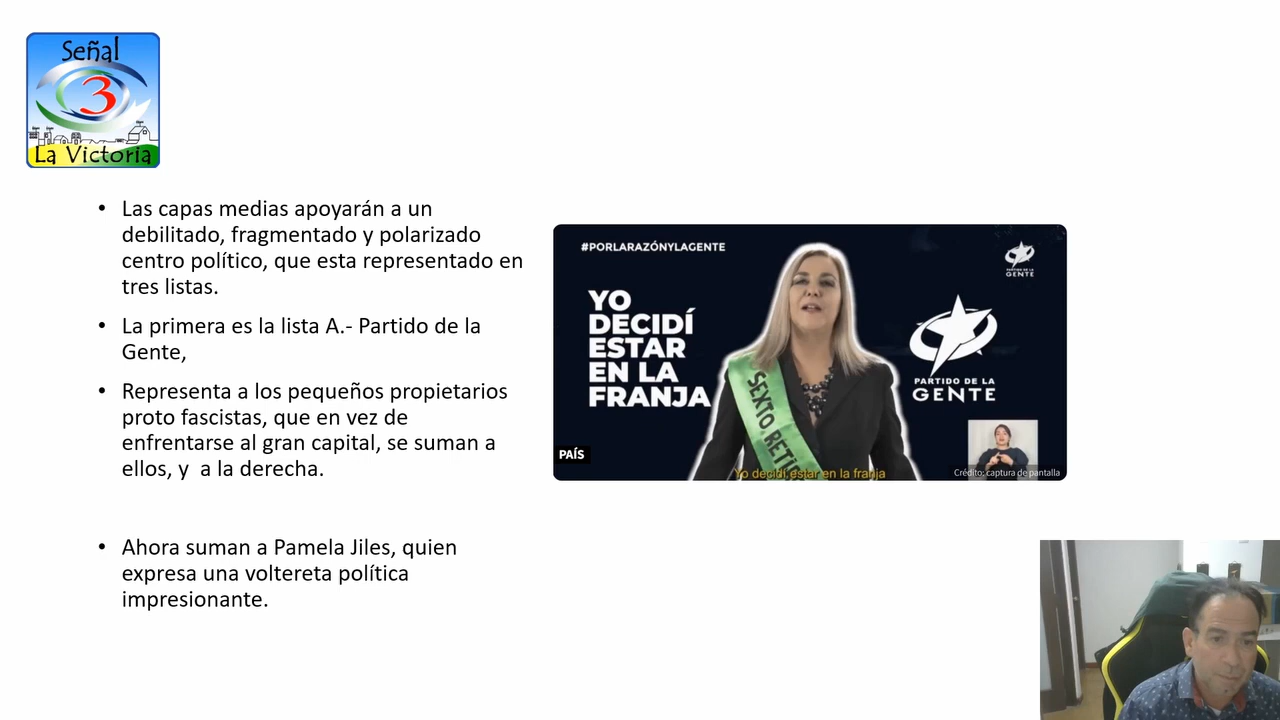 Señal
3
La Victoria
• Las capas medias apoyarán a un
debilitado, fragmentado y polarizado
centro político, que esta representado en
tres listas.
• La primera es la lista A.- Partido de la
Gente,
• Representa a los pequeños propietarios
proto fascistas, que en vez de
enfrentarse al gran capital, se suman a
ellos, y a la derecha.
• Ahora suman a Pamela Jiles, quien
expresa una voltereta política
impresionante.
#PORLARAZÓNYLAGENTE
YO
DECIDÍ
ESTAR
EN LA
FRANJA
SEXTO RETI
PARTIDO DE LA
GENTE
PARTIDO DE LA
GENTE
PAÍS
Yo decidí estar en la franja
Crédito: captura de pantalla